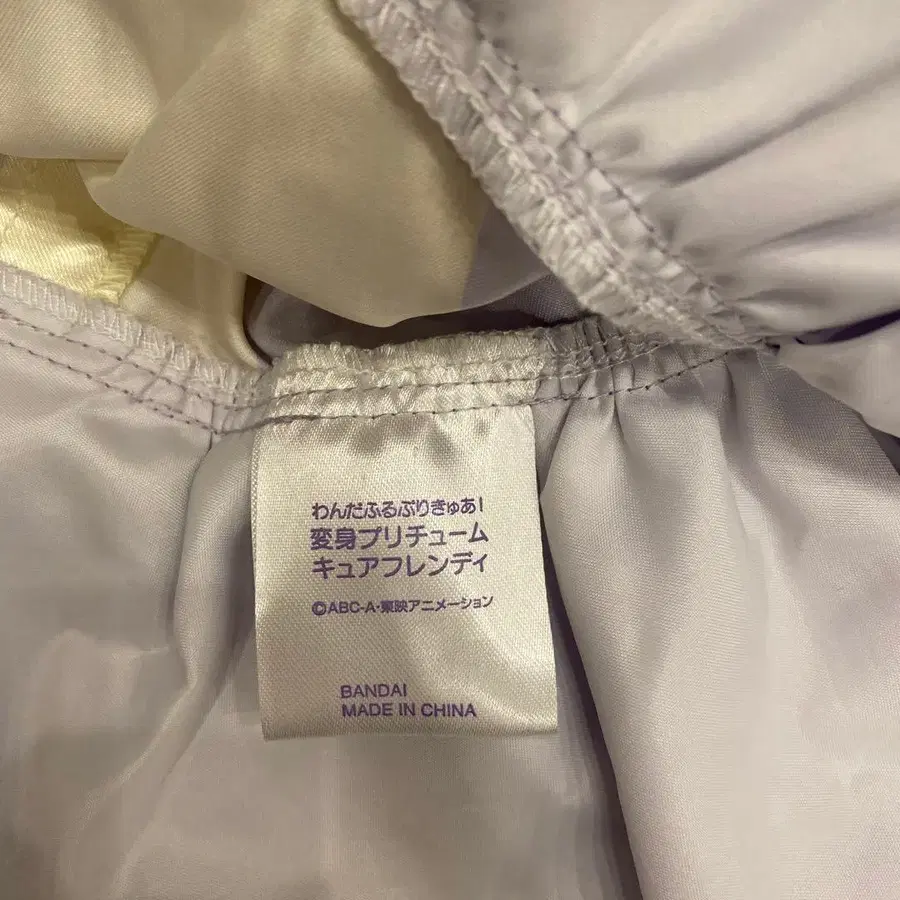 わんだふるぷりきゅあ!
変身プリチューム
キュアフレンディ
©ABC-A・東映アニメーション
BANDAI
MADE IN CHINA